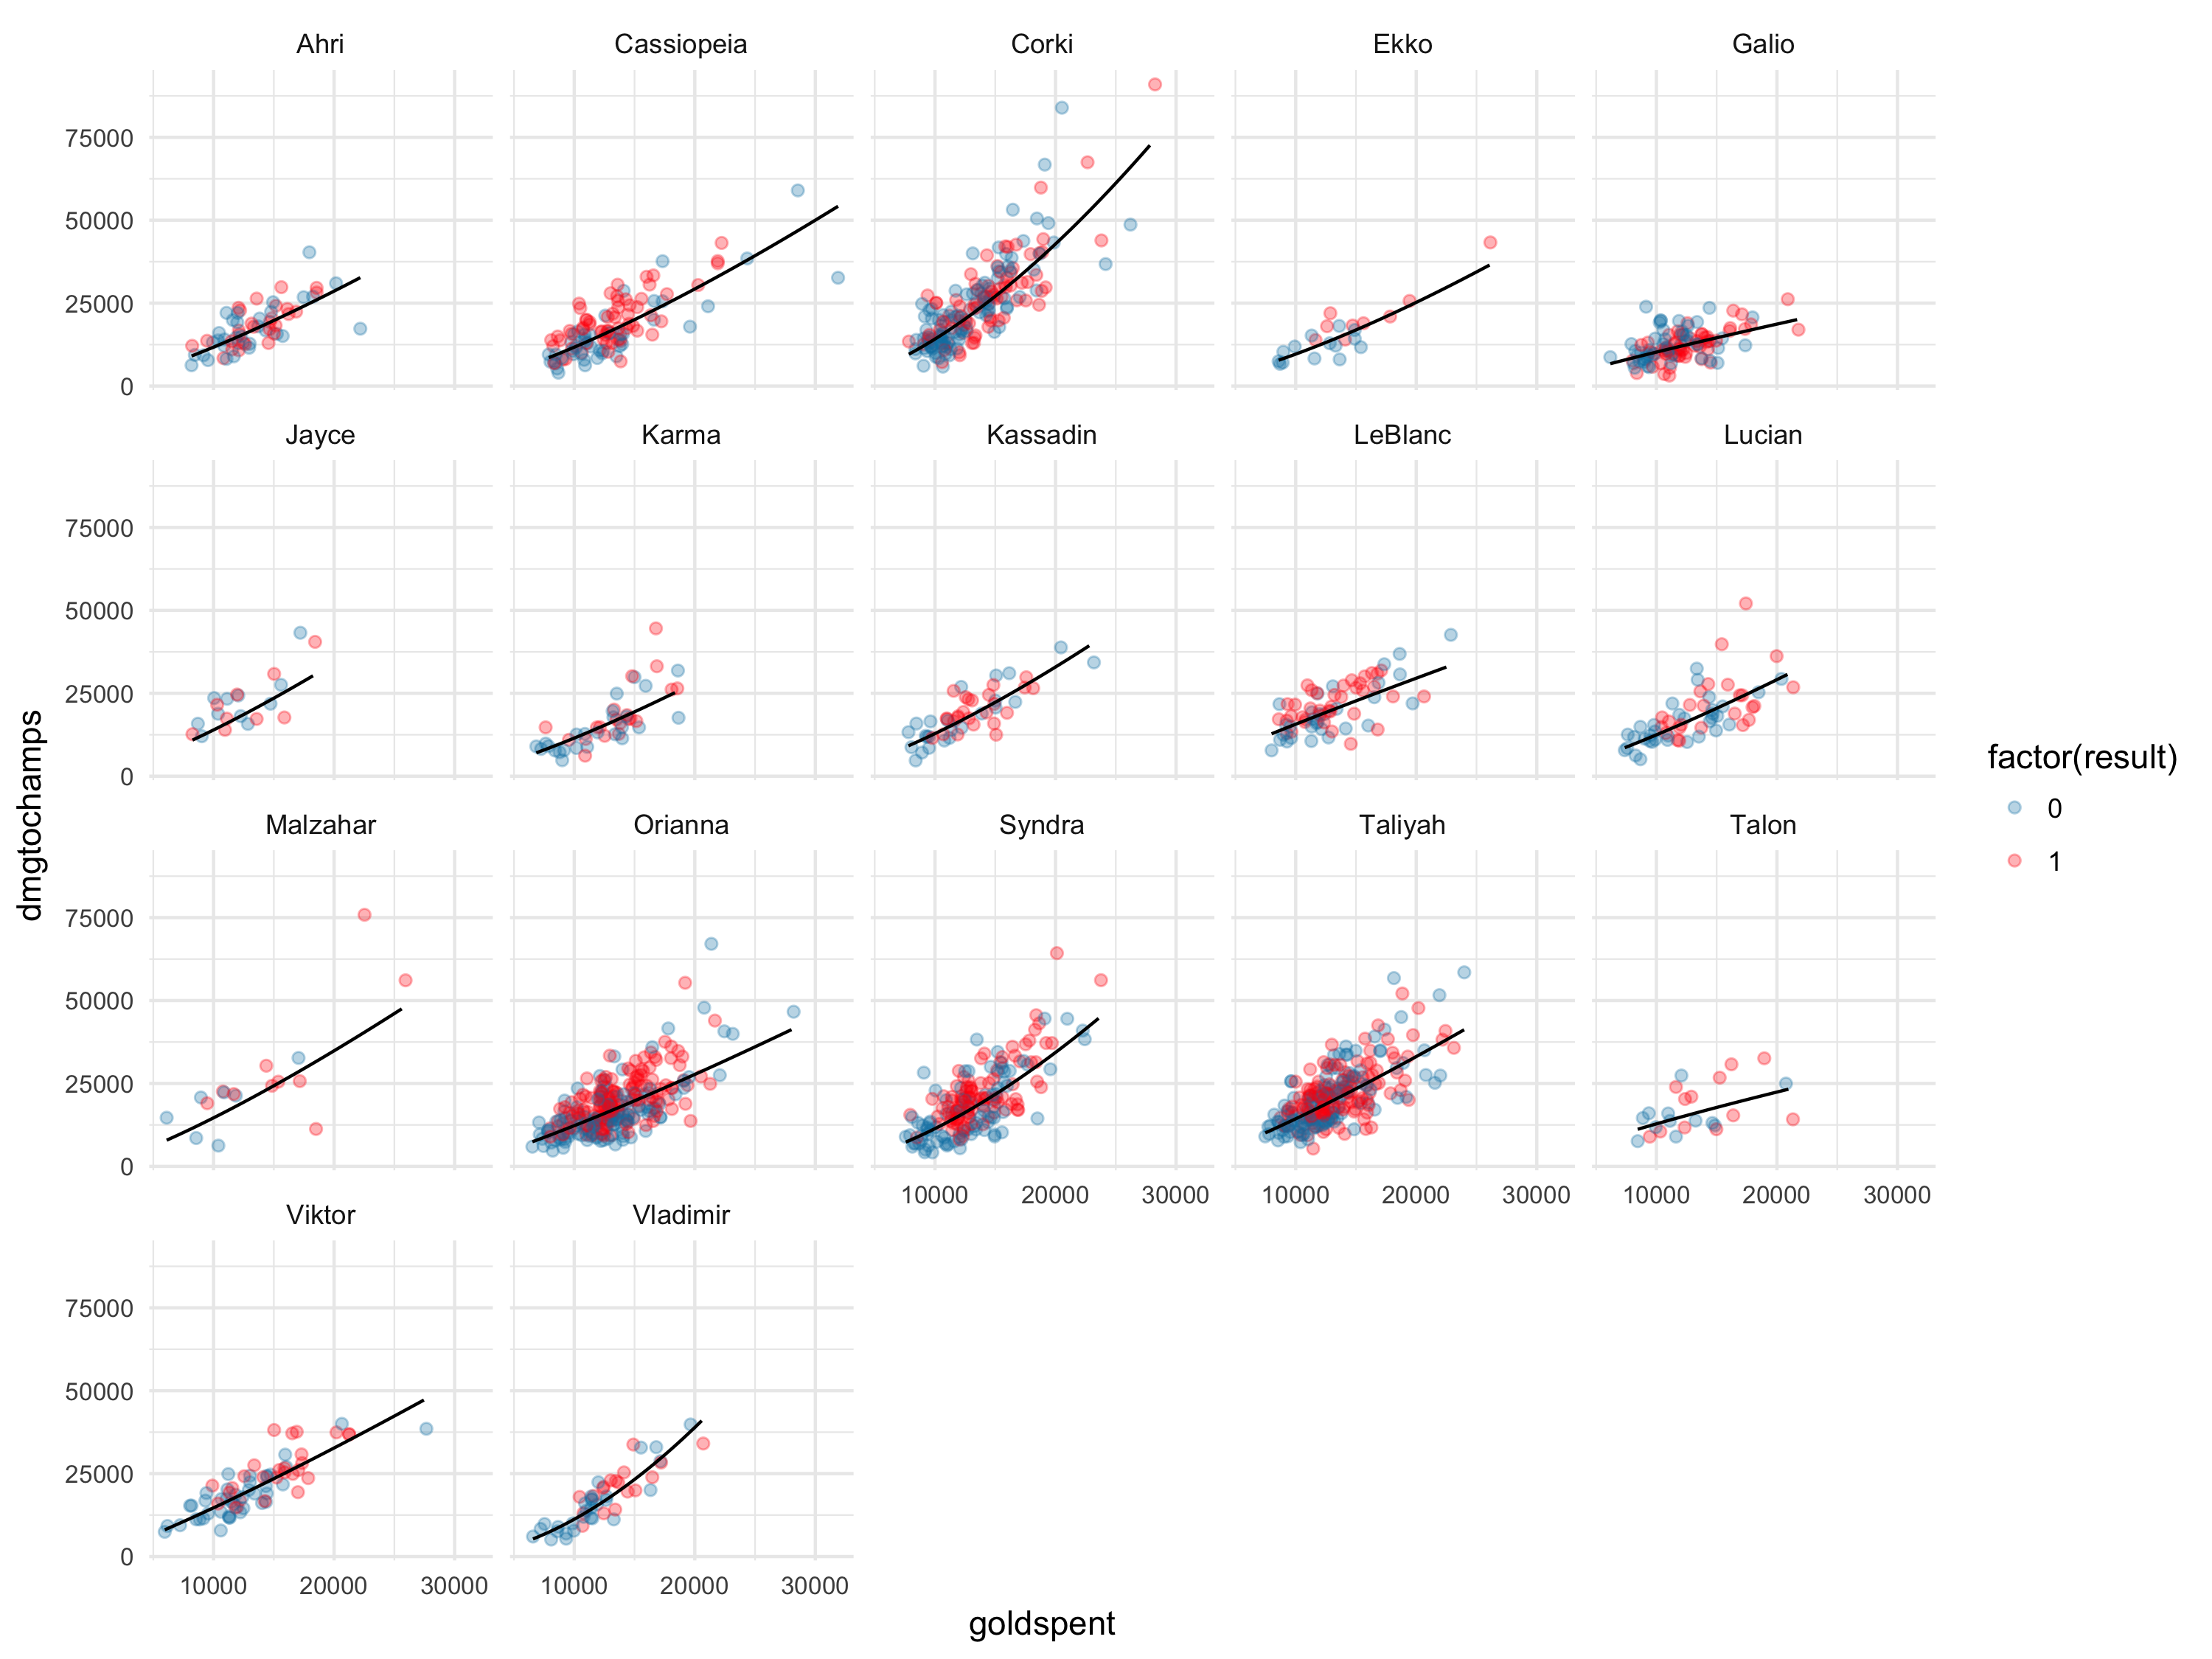 Ahri Cassiopeia Corki Ekko Galio
75000
50000
25000
0
Jayce Karma Kassadin LeBlanc Lucian
75000
50000
25000
0
Malzahar Orianna Syndra Taliyah Talon
75000
50000
25000
0
10000 20000 30000 10000 20000 30000 10000 20000 30000
Viktor Vladimir
75000
50000
25000
0
10000 20000 30000 10000 20000 30000
goldspent
dmgtochamps
factor(result)
0
1